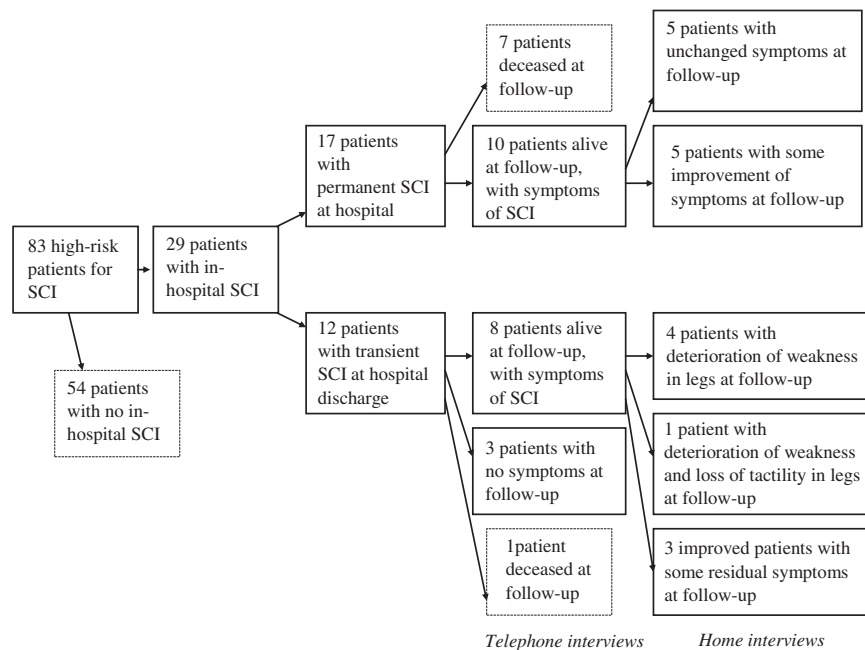 7 patients
deceased at
follow-up
5 patients with
unchanged symptoms at
follow-up
17 patients
with
permanent SCI
at hospital
10 patients alive
at follow-up,
with symptoms
of SCI
5 patients with some
improvement of
symptoms at follow-up
83 high-risk
patients for
SCI
29 patients
with in-
hospital SCI
54 patients
with no in-
hospital SCI
12 patients
with transient
SCI at hospital
discharge
8 patients alive
at follow-up,
with symptoms
of SCI
4 patients with
deterioration of weakness
in legs at follow-up
3 patients with
no symptoms at
follow-up
1 patient with
deterioration of weakness
and loss of tactility in legs
at follow-up
1patient
deceased at
follow-up
3 improved patients with
some residual symptoms
at follow-up
Telephone interviews
Home interviews